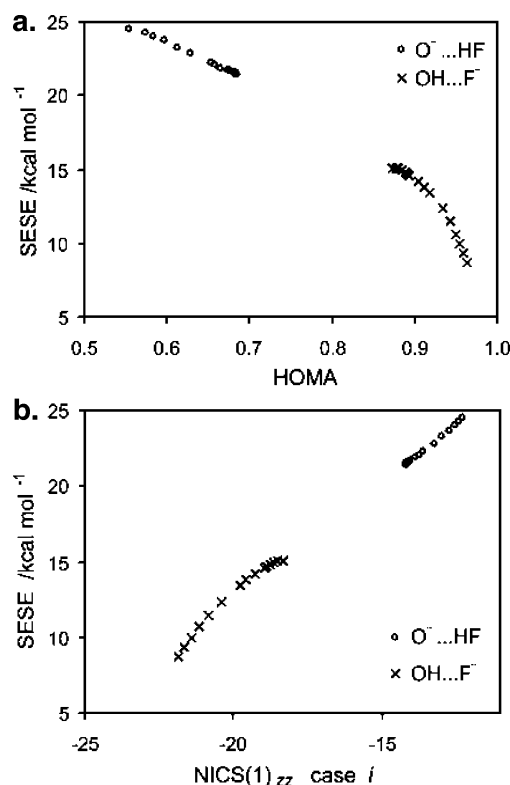 a.
25
20
15
10
5
SESE /kcal mol ⁻¹
O⁻ ...HF
OH...F⁻
0.5 0.6 0.7 0.8 0.9 1.0
HOMA
b.
25
20
15
10
5
SESE /kcal mol ⁻¹
O⁻ ...HF
OH...F⁻
-25 -20 -15
NICS(1)zz case i